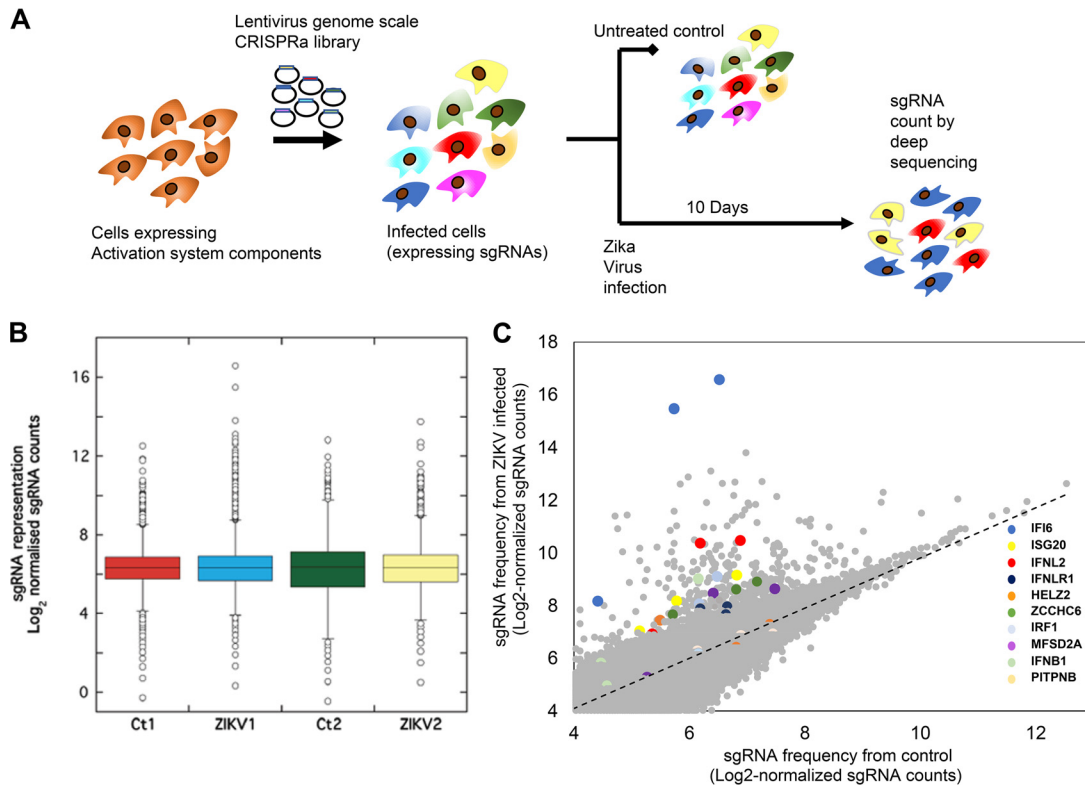 A
Lentivirus genome scale
CRISPRa library
Untreated control
sgRNA
count by
deep
sequencing
10 Days
Cells expressing
Activation system components
Infected cells
(expressing sgRNAs)
Zika
Virus
infection
B
sgRNA representation
Log2 normalised sgRNA counts
16
12
8
4
0
Ct1
ZIKV1
Ct2
ZIKV2
C
sgRNA frequency from ZIKV infected
(Log2-normalized sgRNA counts)
18
16
14
12
10
8
6
4
4
6
8
10
12
sgRNA frequency from control
(Log2-normalized sgRNA counts)
IFI6
ISG20
IFNL2
IFNLR1
HELZ2
ZCCHC6
IRF1
MFSD2A
IFNB1
PITPNB